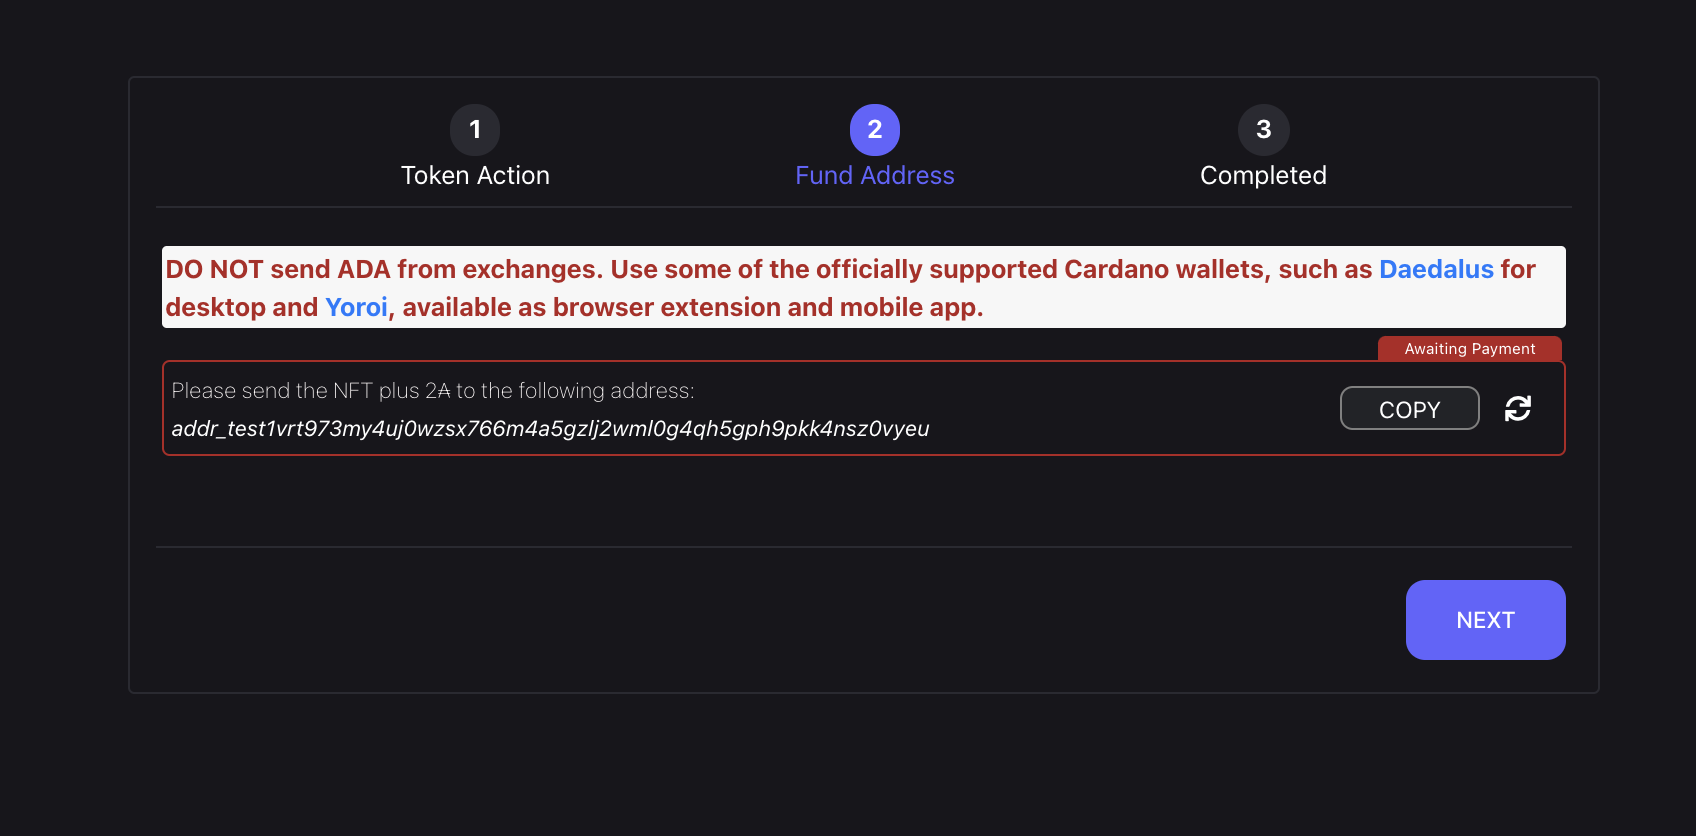 1
Token Action
2
Fund Address
3
Completed
DO NOT send ADA from exchanges. Use some of the officially supported Cardano wallets, such as Daedalus for
desktop and Yoroi, available as browser extension and mobile app.
Awaiting Payment
Please send the NFT plus 2₳ to the following address:
addr_test1vrt973my4uj0wzsx766m4a5gzlj2wml0g4qh5gph9pkk4nsz0vyeu
COPY
NEXT